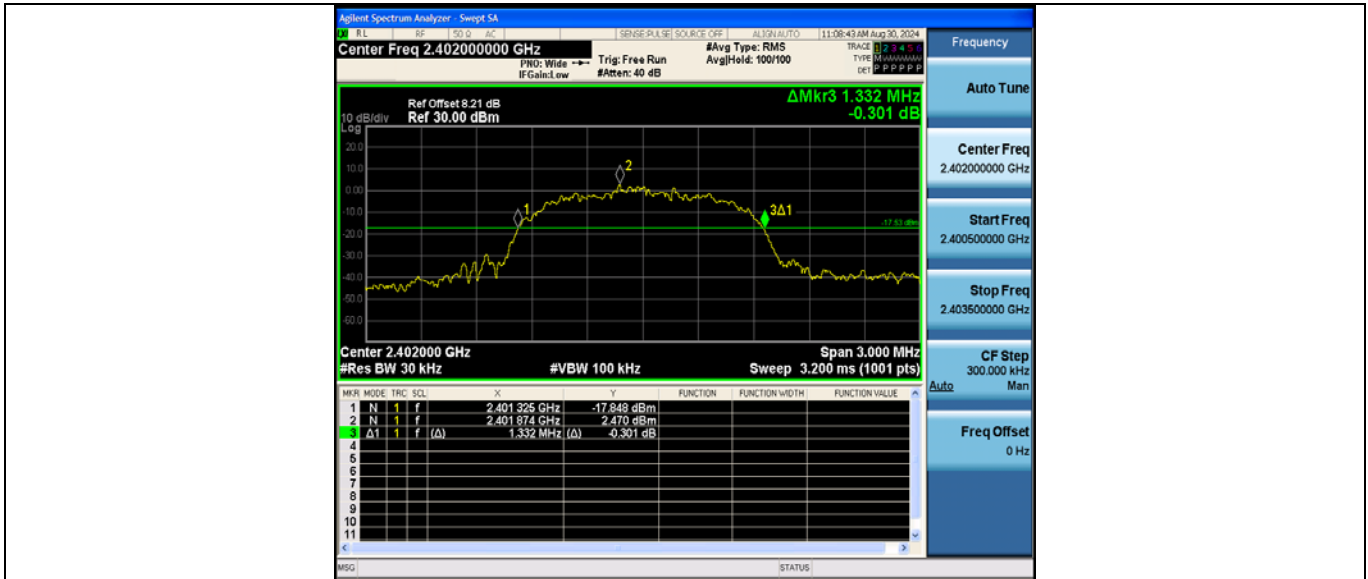 Agilent Spectrum Analyzer - Swept SA
RL RF 50 Ω AC SENSE:PULSE SOURCE OFF ALIGN AUTO 11:08:43 AM Aug 30, 2024
Center Freq 2.402000000 GHz
PNO: Wide
IFGain:Low
Trig: Free Run
#Atten: 40 dB
#Avg Type: RMS
Avg|Hold: 100/100
TRACE 1 2 3 4 5 6
TYPE M
DET P P P P P P
Frequency
Auto Tune
Center Freq
2.402000000 GHz
Start Freq
2.400500000 GHz
Stop Freq
2.403500000 GHz
CF Step
300.000 kHz
Auto Man
Freq Offset
0 Hz
ΔMkr3 1.332 MHz
-0.301 dB
Ref Offset 8.21 dB
10 dB/div Ref 30.00 dBm
Log
20.0
10.0
0.00
-10.0
-20.0
-30.0
-40.0
-50.0
-60.0
1
2
3Δ1
-17.53 dBm
Center 2.402000 GHz Span 3.000 MHz
#Res BW 30 kHz #VBW 100 kHz Sweep 3.200 ms (1001 pts)
MKR MODE TRC SCL X Y FUNCTION FUNCTION WIDTH FUNCTION VALUE
1 N 1 f 2.401 325 GHz -17.848 dBm
2 N 1 f 2.401 874 GHz 2.470 dBm
3 Δ1 1 f (Δ) 1.332 MHz (Δ) -0.301 dB
4
5
6
7
8
9
10
11
MSG STATUS